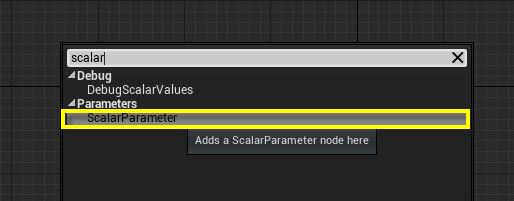 scalar
Debug
DebugScalarValues
Parameters
ScalarParameter
Adds a ScalarParameter node here